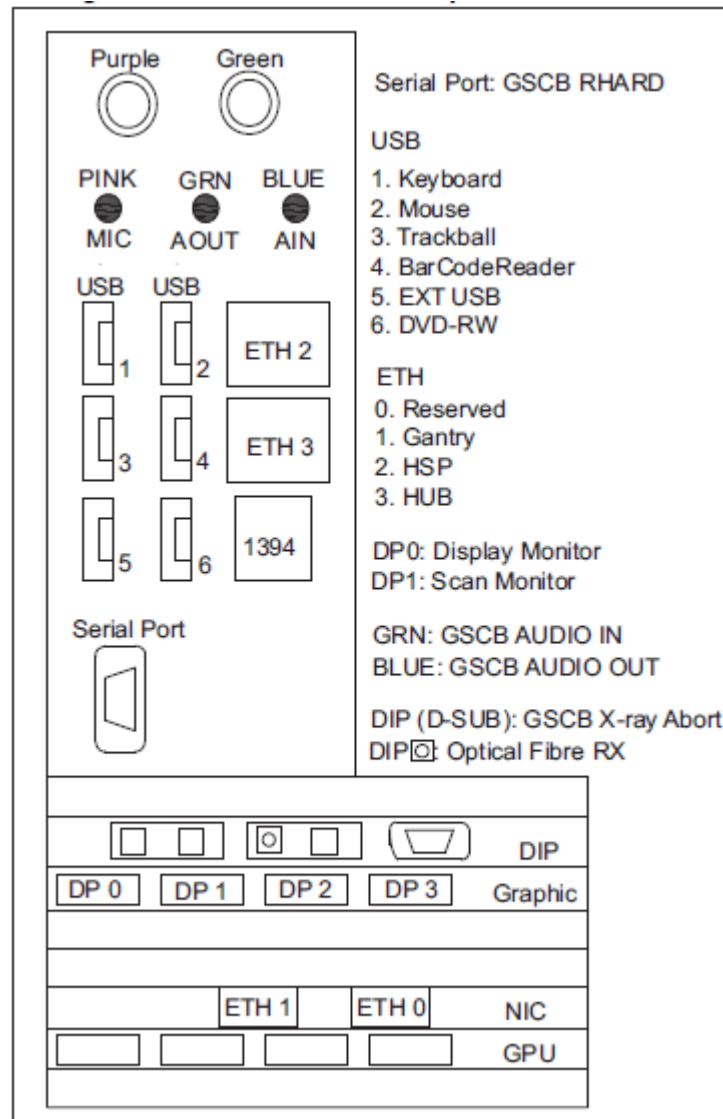 Purple Green
PINK GRN BLUE
MIC AOUT AIN
USB USB
1 2 ETH 2
3 4 ETH 3
5 6 1394
Serial Port
DIP
DP 0 DP 1 DP 2 DP 3 Graphic
ETH 1 ETH 0 NIC
GPU
Serial Port: GSCB RHARD
USB
1. Keyboard
2. Mouse
3. Trackball
4. BarCodeReader
5. EXT USB
6. DVD-RW
ETH
0. Reserved
1. Gantry
2. HSP
3. HUB
DP0: Display Monitor
DP1: Scan Monitor
GRN: GSCB AUDIO IN
BLUE: GSCB AUDIO OUT
DIP (D-SUB): GSCB X-ray Abort
DIP : Optical Fibre RX